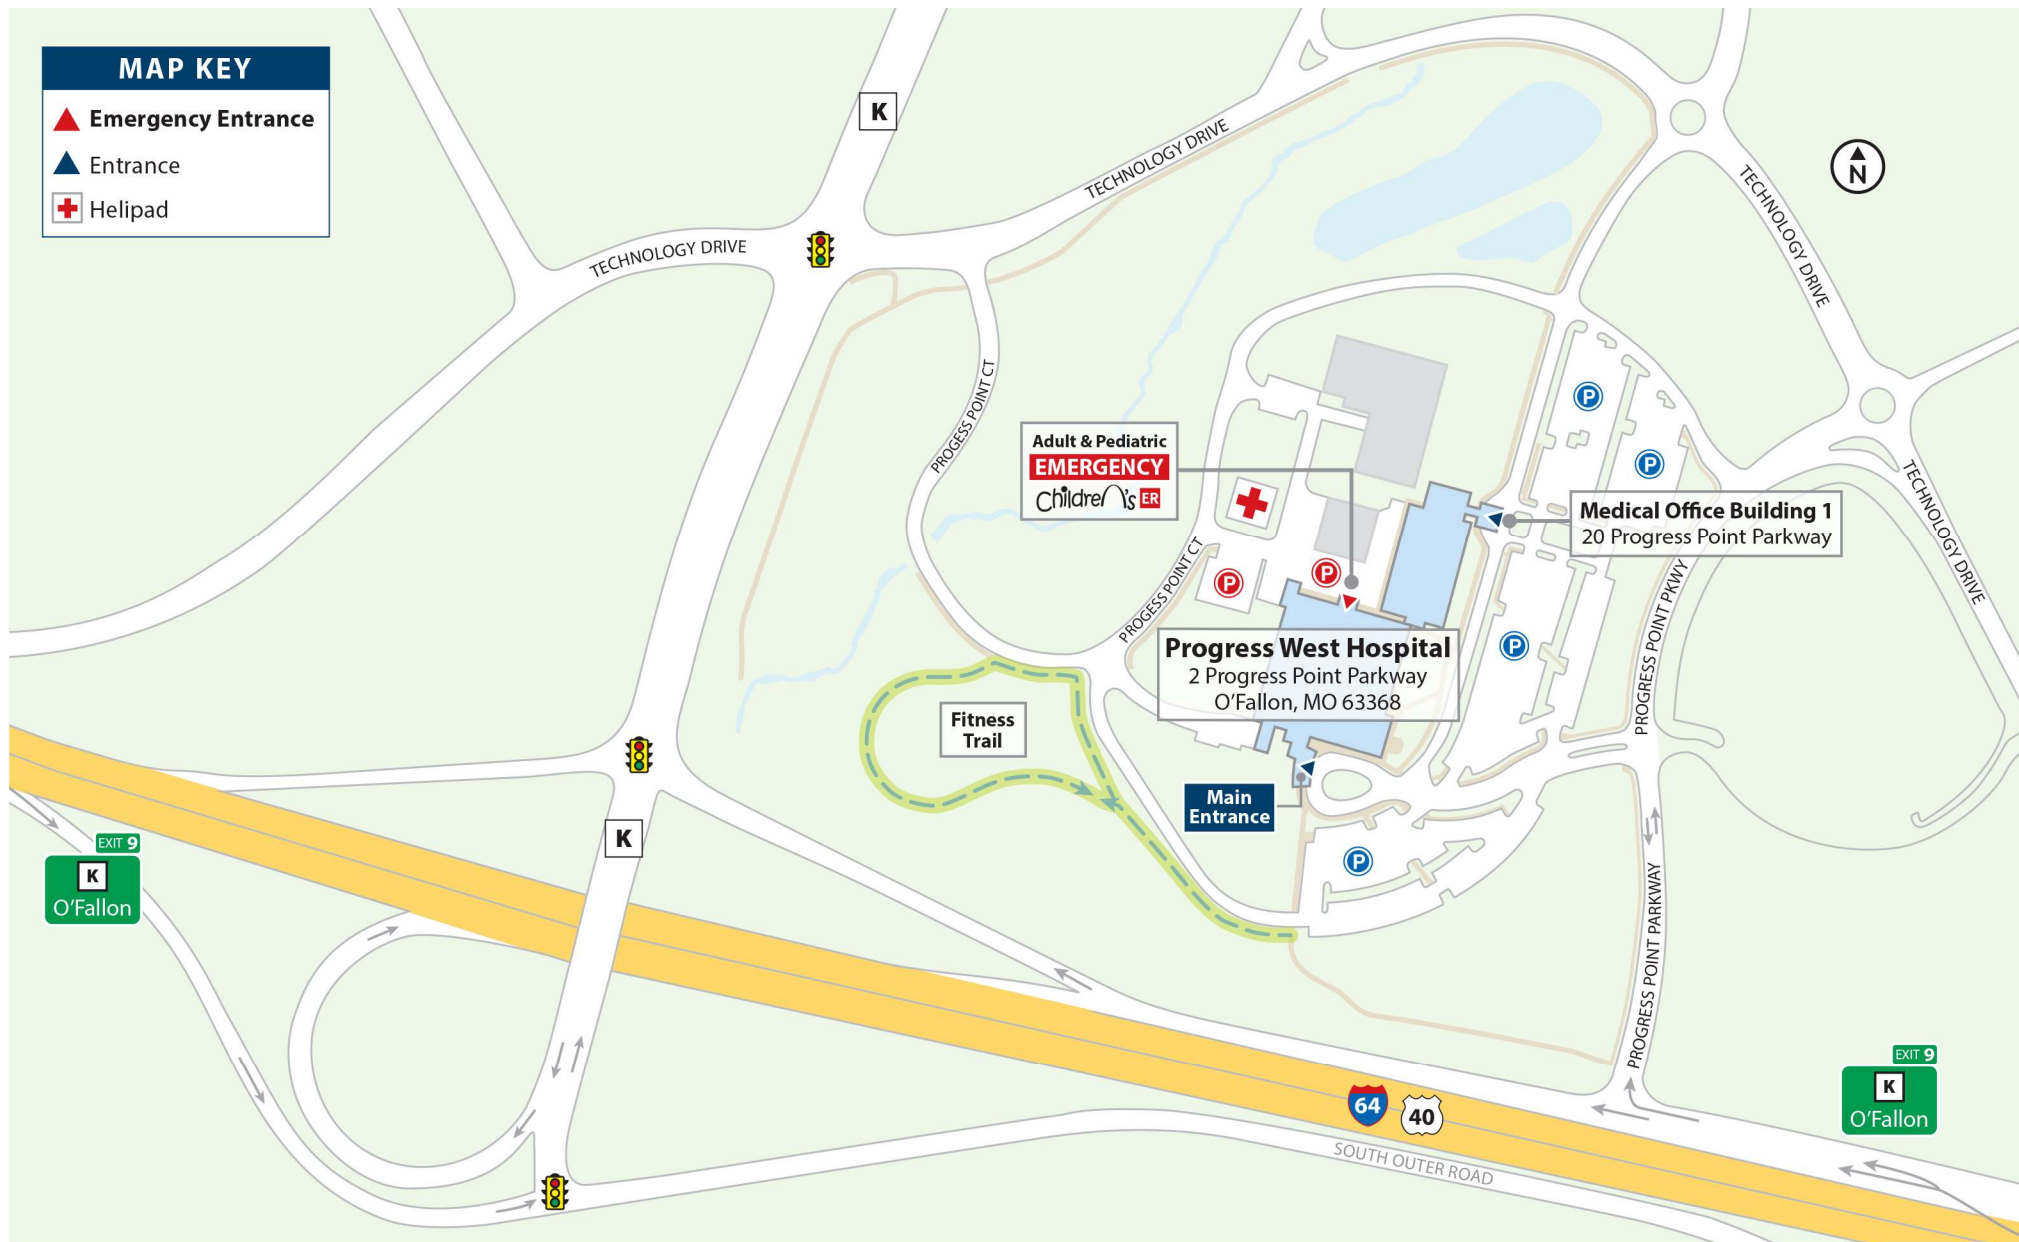 MAP KEY
Emergency Entrance
Entrance
Helipad
K
TECHNOLOGY DRIVE
TECHNOLOGY DRIVE
N
TECHNOLOGY DRIVE
PROGESS POINT CT
Adult & Pediatric
EMERGENCY
Children's ER
P
P
Medical Office Building 1
20 Progress Point Parkway
TECHNOLOGY DRIVE
PROGESS POINT CT
P
P
P
PROGRESS POINT PKWY
Progress West Hospital
2 Progress Point Parkway
O'Fallon, MO 63368
Fitness
Trail
Main
Entrance
K
P
EXIT 9
K
O'Fallon
PROGRESS POINT PARKWAY
EXIT 9
K
O'Fallon
64
40
SOUTH OUTER ROAD